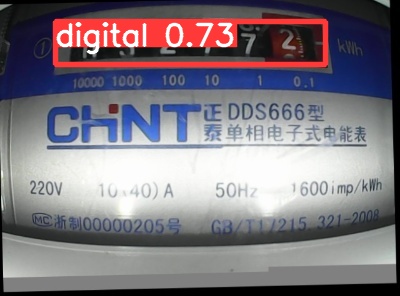 digital 0.73
① 7 2 kWh
10000 1000 100 10 1 0.1
CHNT 正泰 DDS666型
单相电子式电能表
220V 10(40)A 50Hz 1600imp/kWh
MC 浙制00000205号 GB/T17215.321-2008